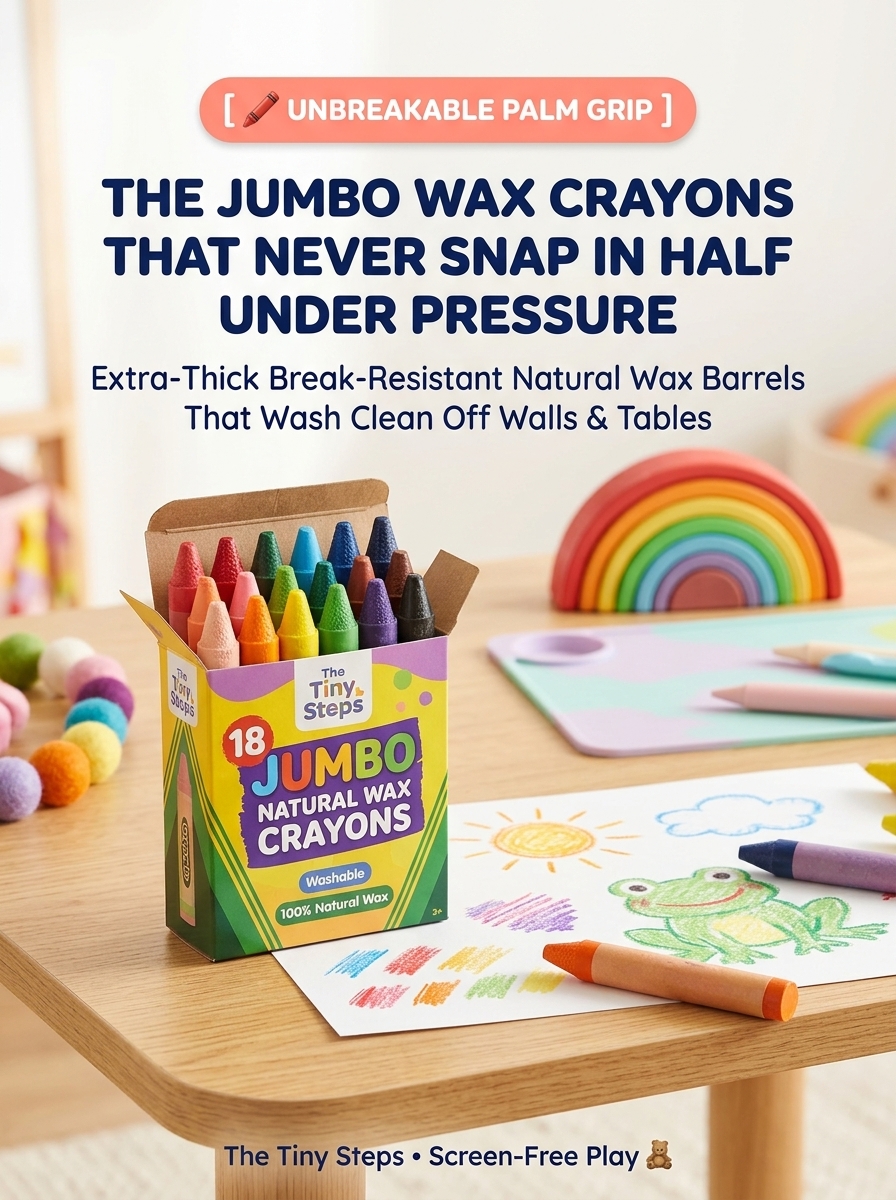 [ 🖍️ UNBREAKABLE PALM GRIP ]
THE JUMBO WAX CRAYONS
THAT NEVER SNAP IN HALF
UNDER PRESSURE
Extra-Thick Break-Resistant Natural Wax Barrels
That Wash Clean Off Walls & Tables
The
Tiny
Steps
18
JUMBO
NATURAL WAX
CRAYONS
Washable
100% Natural Wax
3+
The Tiny Steps • Screen-Free Play 🧸